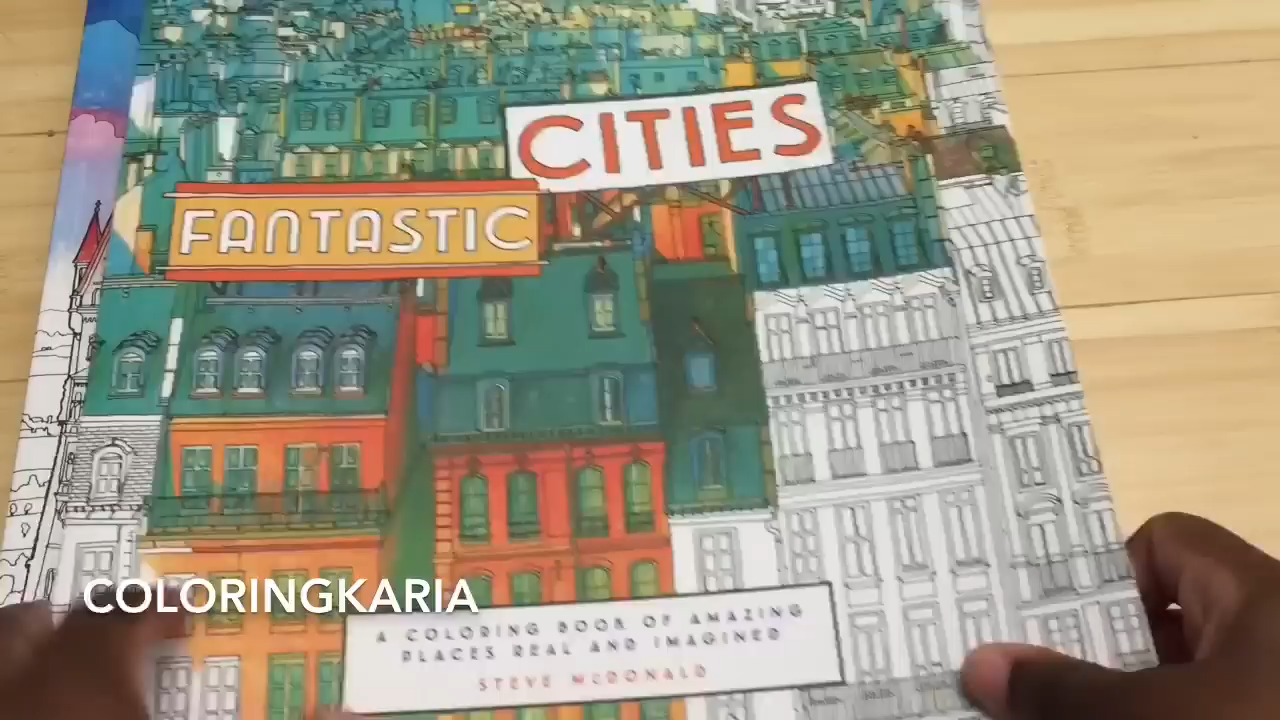 CITIES
FANTASTIC
COLORINGKARIA
A COLORING BOOK OF AMAZING
PLACES REAL AND IMAGINED
STEVE McDONALD